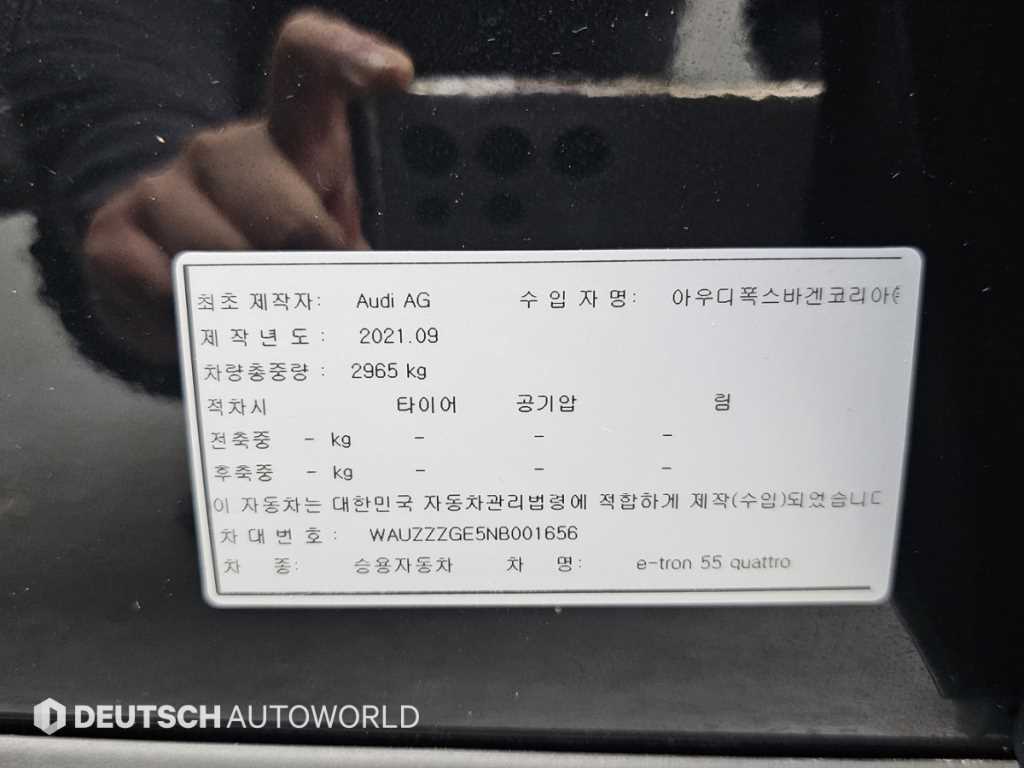 최초 제작자: Audi AG 수 입 자 명: 아우디폭스바겐코리아
제 작 년 도 : 2021.09
차량총중량 : 2965 kg
적차시 타이어 공기압 림
전축중 - kg - - -
후축중 - kg - - -
이 자동차는 대한민국 자동차관리법령에 적합하게 제작(수입)되었습니다
차 대 번 호 : WAUZZZGE5NB001656
차 종: 승용자동차 차 명: e-tron 55 quattro
DEUTSCH AUTOWORLD